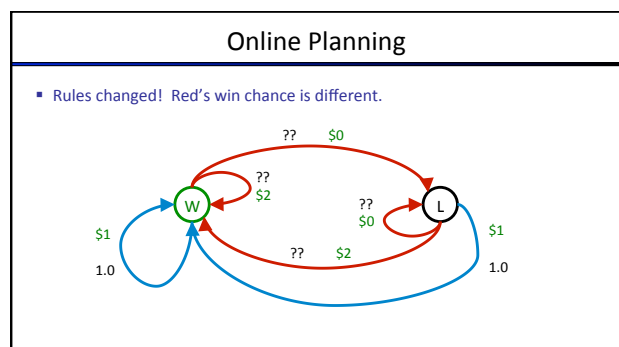 Online Planning
Rules changed! Red's win chance is different.
?? $0
??
$2
W
??
$0
L
$1
1.0
?? $2
$1
1.0